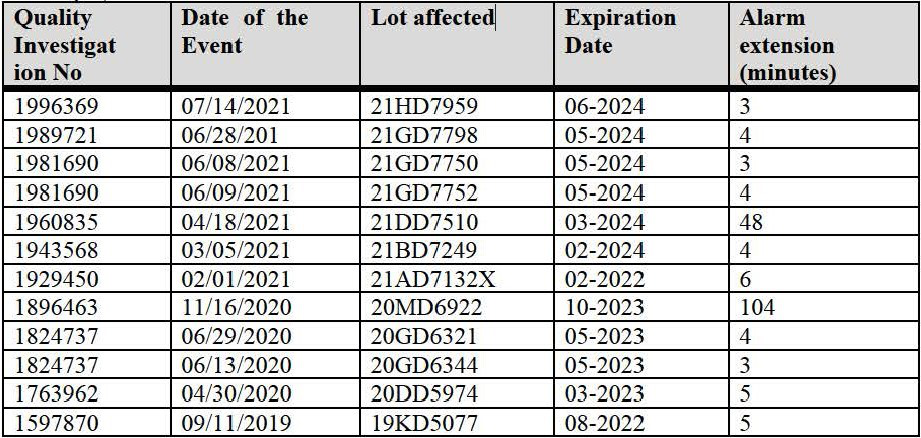 Quality Investigat ion No | Date of the Event | Lot affected | Expiration Date | Alarm extension (minutes)
1996369 | 07/14/2021 | 21HD7959 | 06-2024 | 3
1989721 | 06/28/201 | 21GD7798 | 05-2024 | 4
1981690 | 06/08/2021 | 21GD7750 | 05-2024 | 3
1981690 | 06/09/2021 | 21GD7752 | 05-2024 | 4
1960835 | 04/18/2021 | 21DD7510 | 03-2024 | 48
1943568 | 03/05/2021 | 21BD7249 | 02-2024 | 4
1929450 | 02/01/2021 | 21AD7132X | 02-2022 | 6
1896463 | 11/16/2020 | 20MD6922 | 10-2023 | 104
1824737 | 06/29/2020 | 20GD6321 | 05-2023 | 4
1824737 | 06/13/2020 | 20GD6344 | 05-2023 | 3
1763962 | 04/30/2020 | 20DD5974 | 03-2023 | 5
1597870 | 09/11/2019 | 19KD5077 | 08-2022 | 5